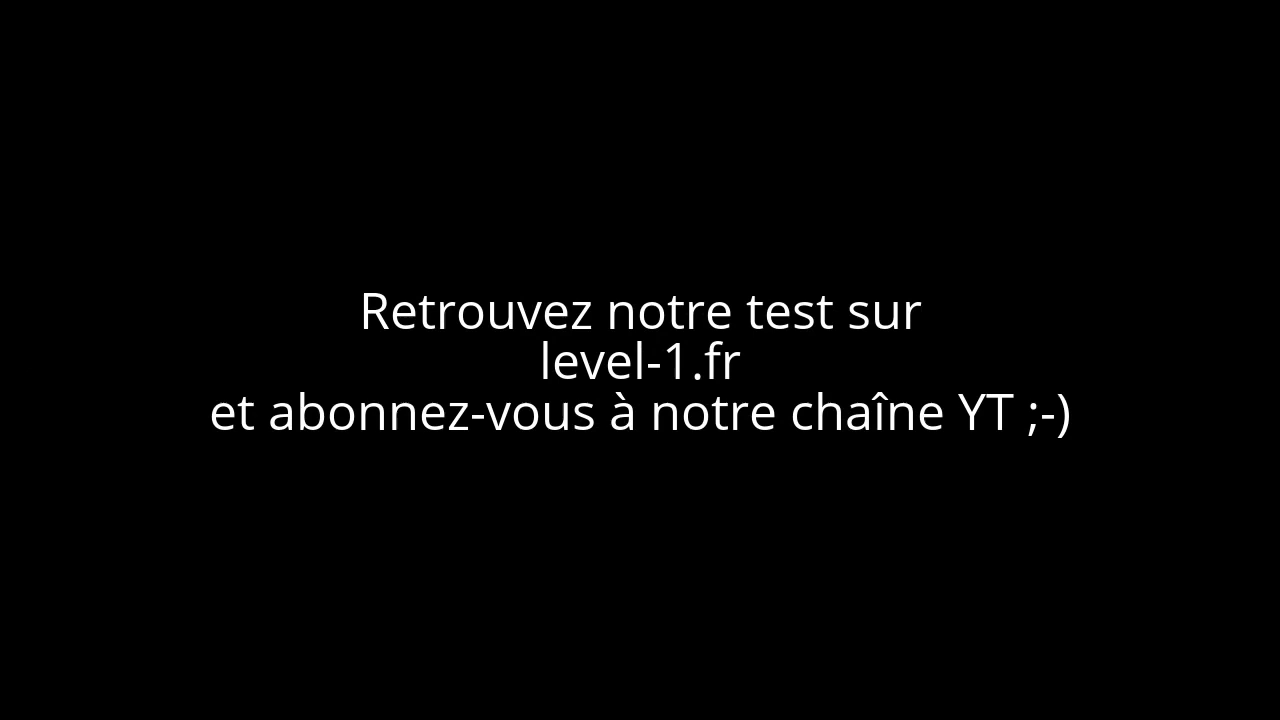 Retrouvez notre test sur
level-1.fr
et abonnez-vous à notre chaîne YT ;-)